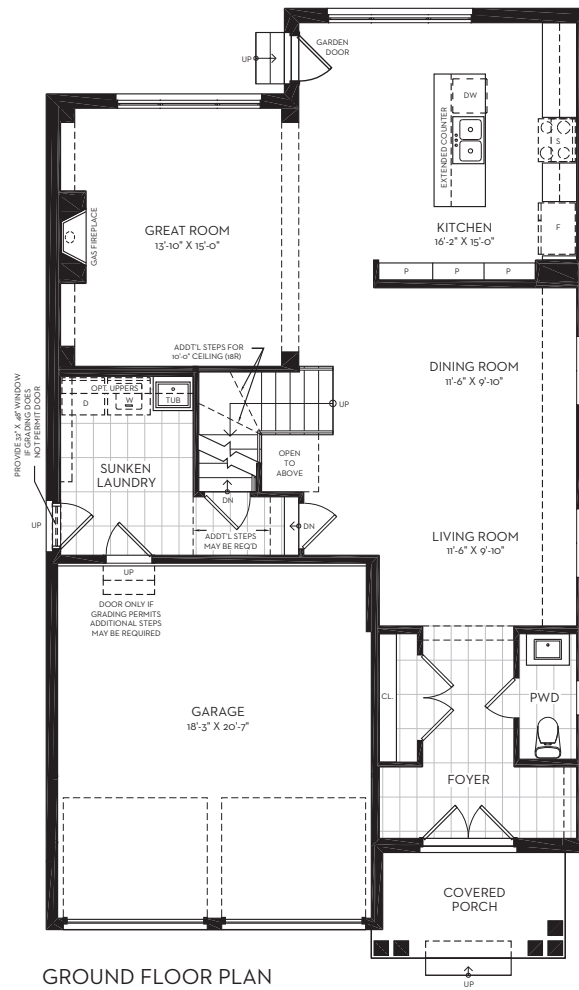 GARDEN
DOOR
UP
DW
EXTENDED COUNTER
S
F
KITCHEN
16'-2" X 15'-0"
P
P
P
GREAT ROOM
13'-10" X 15'-0"
GAS FIREPLACE
ADDT'L STEPS FOR
10'-0" CEILING (18R)
DINING ROOM
11'-6" X 9'-10"
UP
OPT. UPPERS
D
W
TUB
PROVIDE 32" X 48" WINDOW
IF GRADING DOES
NOT PERMIT DOOR
SUNKEN
LAUNDRY
OPEN
TO
ABOVE
DN
UP
DN
ADDT'L STEPS
MAY BE REQ'D
LIVING ROOM
11'-6" X 9'-10"
UP
DOOR ONLY IF
GRADING PERMITS
ADDITIONAL STEPS
MAY BE REQUIRED
GARAGE
18'-3" X 20'-7"
CL.
PWD
FOYER
COVERED
PORCH
UP
GROUND FLOOR PLAN